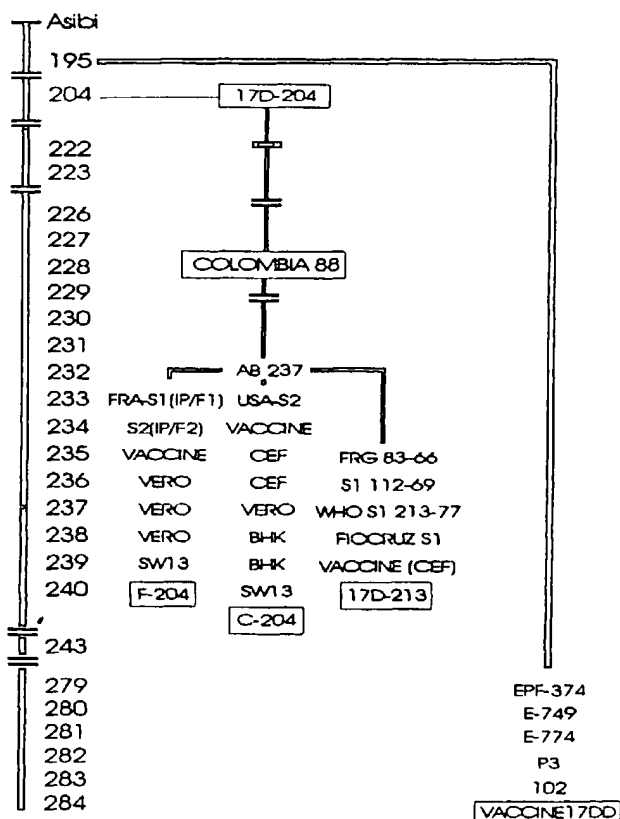 Asibi
195
204 17D-204
222
223
226
227
228 COLOMBIA 88
229
230
231
232 AB 237
233 FRA-S1(IP/F1) USA-S2
234 S2(IP/F2) VACCINE
235 VACCINE CEF FRG 83-66
236 VERO CEF S1 112-69
237 VERO VERO WHO S1 213-77
238 VERO BHK FIOCRUZ S1
239 SW13 BHK VACCINE (CEF)
240 F-204 SW13 17D-213
C-204
243
279 EPF-374
280 E-749
281 E-774
282 P3
283 102
284 VACCINE17DD